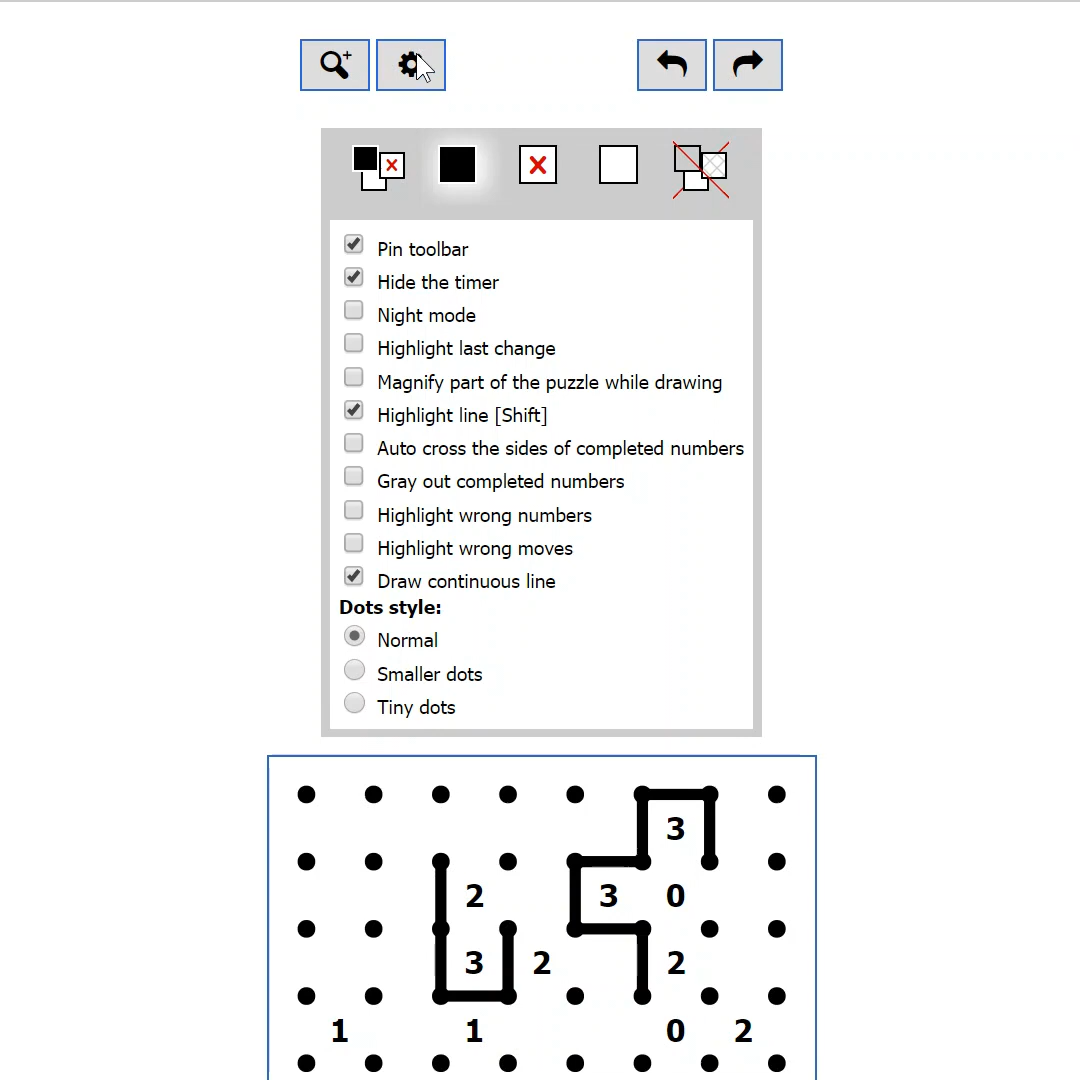 Pin toolbar
Hide the timer
Night mode
Highlight last change
Magnify part of the puzzle while drawing
Highlight line [Shift]
Auto cross the sides of completed numbers
Gray out completed numbers
Highlight wrong numbers
Highlight wrong moves
Draw continuous line
Dots style:
Normal
Smaller dots
Tiny dots
3
2 3 0
3 2 2
1 1 0 2